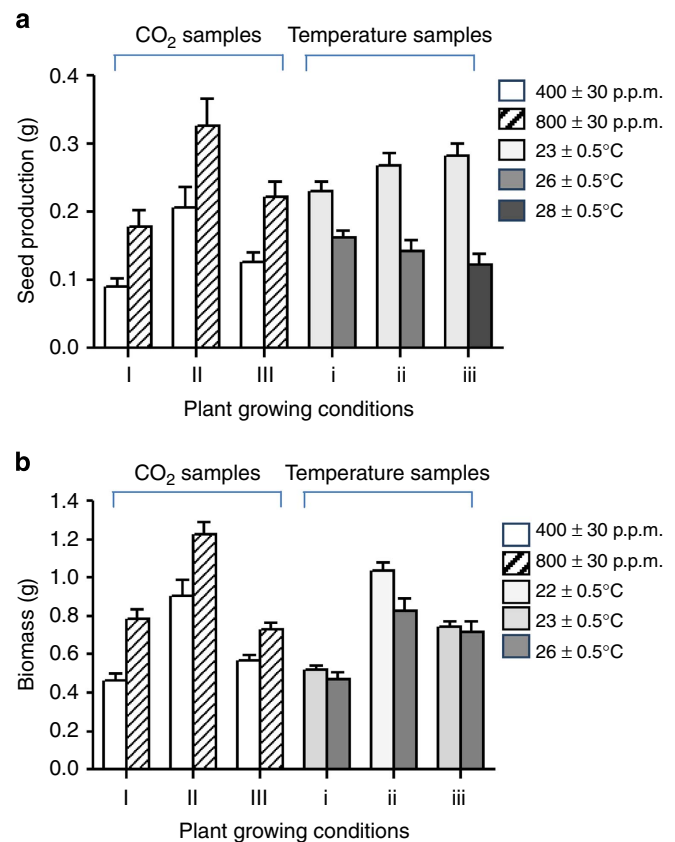 a
CO2 samples Temperature samples
0.4
0.3
0.2
0.1
0.0
Seed production (g)
400 ± 30 p.p.m.
800 ± 30 p.p.m.
23 ± 0.5°C
26 ± 0.5°C
28 ± 0.5°C
I II III i ii iii
Plant growing conditions
b
CO2 samples Temperature samples
1.4
1.2
1.0
0.8
0.6
0.4
0.2
0.0
Biomass (g)
400 ± 30 p.p.m.
800 ± 30 p.p.m.
22 ± 0.5°C
23 ± 0.5°C
26 ± 0.5°C
I II III i ii iii
Plant growing conditions